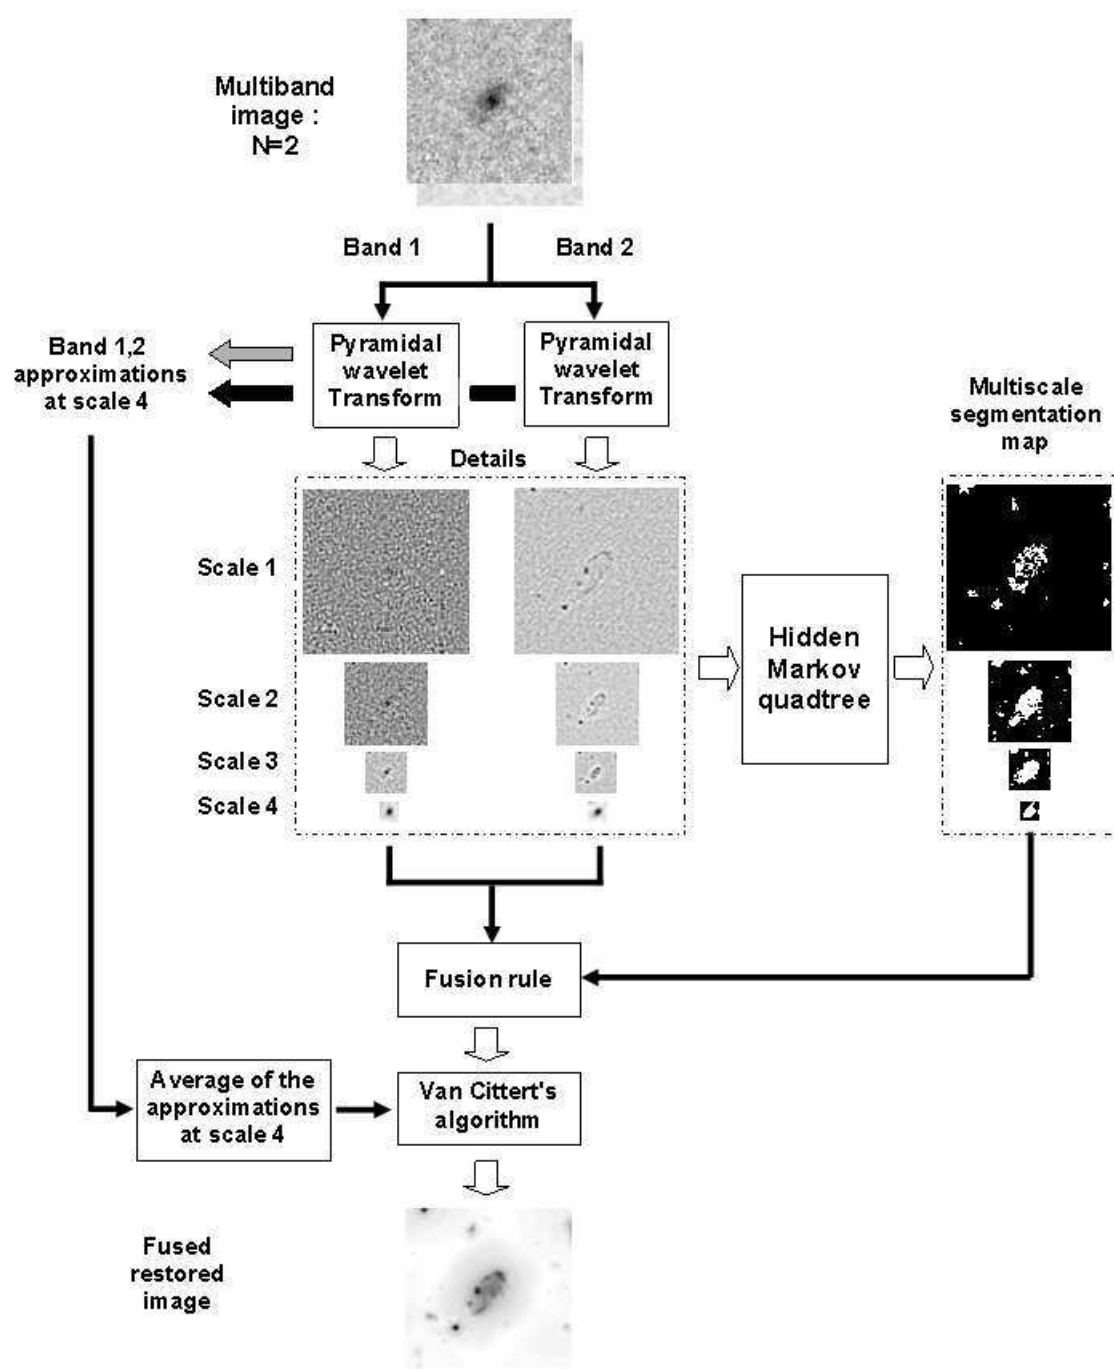 Multiband
image :
N=2
Band 1
Band 2
Band 1,2
approximations
at scale 4
Pyramidal
wavelet
Transform
Pyramidal
wavelet
Transform
Multiscale
segmentation
map
Details
Scale 1
Scale 2
Scale 3
Scale 4
Hidden
Markov
quadtree
Fusion rule
Average of the
approximations
at scale 4
Van Cittert's
algorithm
Fused
restored
image